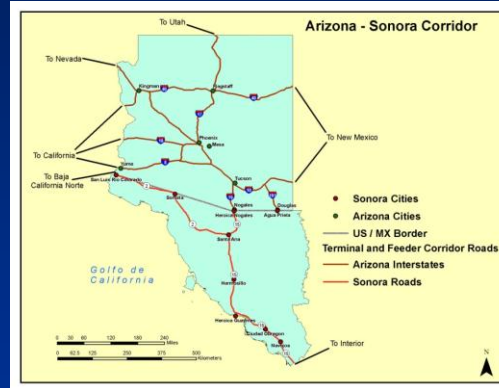 To Utah
Arizona - Sonora Corridor
To Nevada
Kingman
Flagstaff
To California
Phoenix
Mesa
To New Mexico
Yuma
To Baja
California Norte
San Luis Rio Colorado
Tucson
Sonoita
Nogales
Heroica Nogales
Douglas
Agua Prieta
Santa Ana
Golfo de
California
Hermosillo
Heroica Guaymas
Ciudad Obregon
Navojoa
To Interior
Sonora Cities
Arizona Cities
US / MX Border
Terminal and Feeder Corridor Roads
Arizona Interstates
Sonora Roads
Miles
Kilometers
N